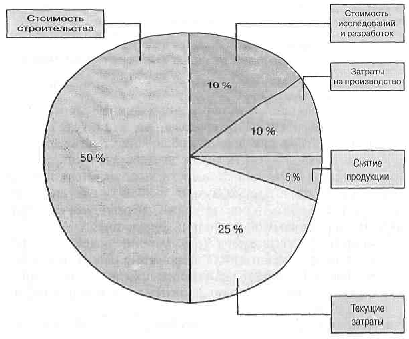 Стоимость
строительства
Стоимость
исследований
и разработок
Затраты
на производство
Снятие
продукции
Текущие
затраты
50 %
10 %
10 %
5 %
25 %